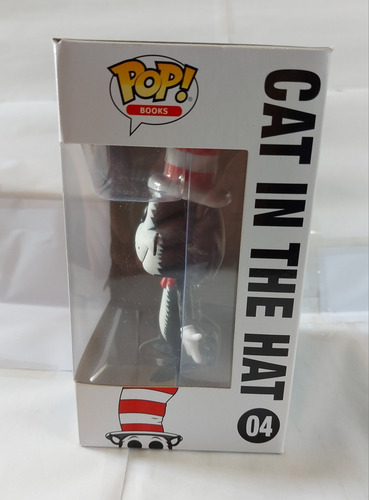 POP!
BOOKS
CAT IN THE HAT
04